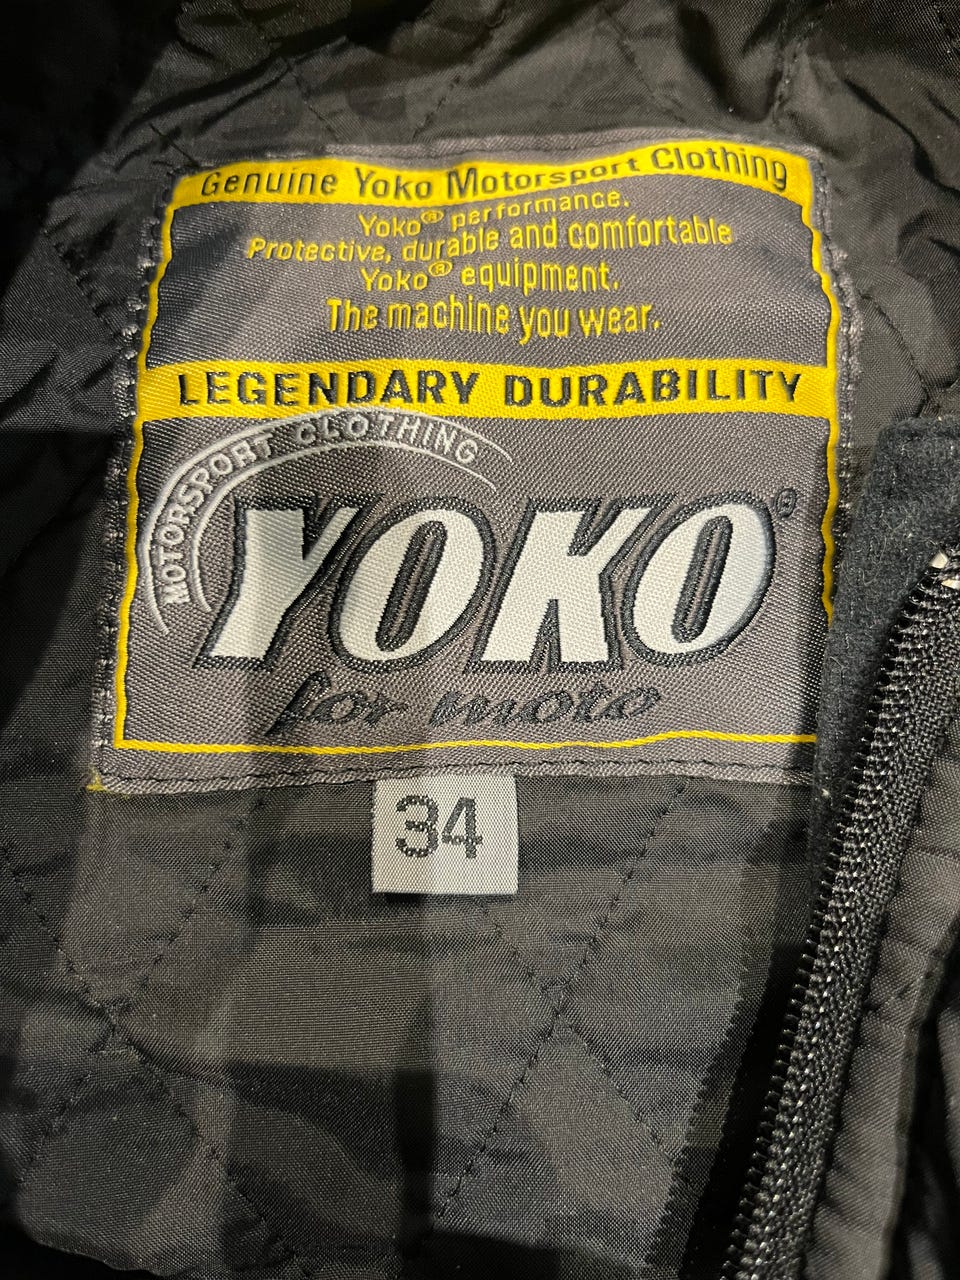 Genuine Yoko Motorsport Clothing
Yoko® performance.
Protective, durable and comfortable
Yoko® equipment.
The machine you wear.
LEGENDARY DURABILITY
MOTORSPORT CLOTHING
YOKO®
for moto
34